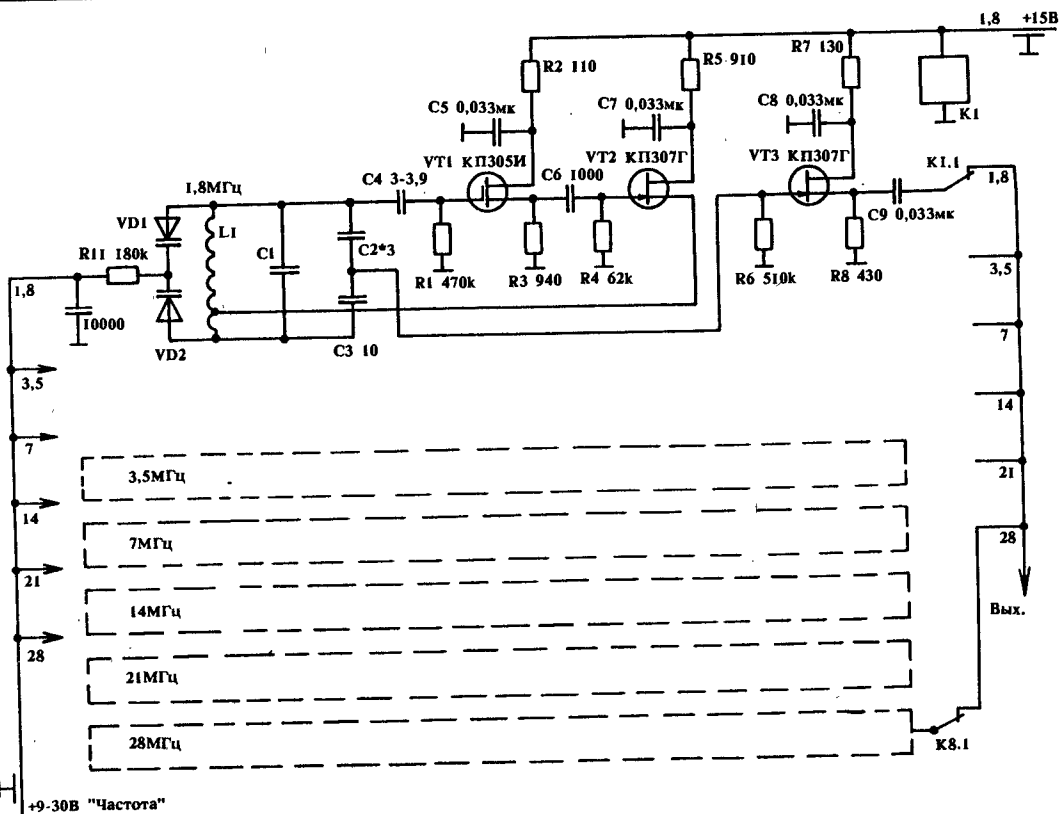 1,8 +15В
R7 130
R2 110
R5 910
C5 0,033мк
C7 0,033мк
C8 0,033мк
К1
VT1 КП305И
VT2 КП307Г
VT3 КП307Г
К1.1
1,8
1,8МГц
C4 3-3,9
C6 1000
VD1
L1
C9 0,033мк
R11 180k
C1
C2*3
R1 470k
R3 940
R4 62k
R6 510k
R8 430
3,5
1,8
10000
VD2
C3 10
7
3,5
14
7
21
3,5МГц
14
28
7МГц
21
14МГц
Вых.
28
21МГц
28МГц
К8.1
+9-30В "Частота"